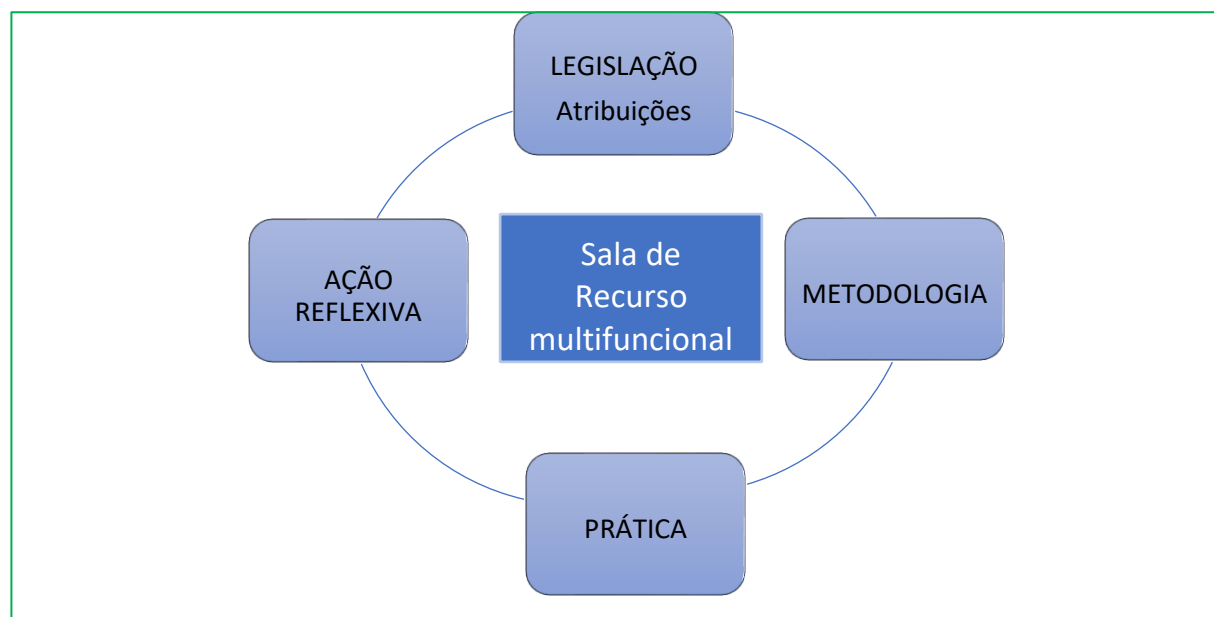 LEGISLAÇÃO
Atribuições
AÇÃO
REFLEXIVA
Sala de
Recurso
multifuncional
METODOLOGIA
PRÁTICA